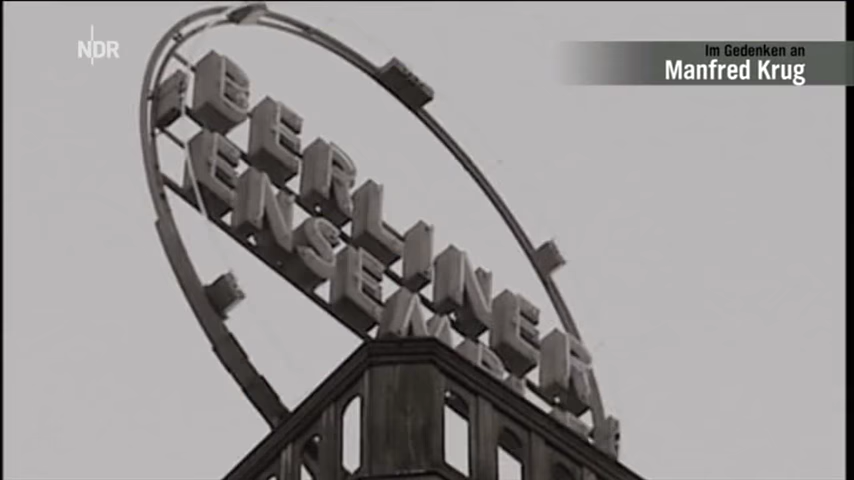 NDR
Im Gedenken an
Manfred Krug
BERLINER
ENSEMBLE